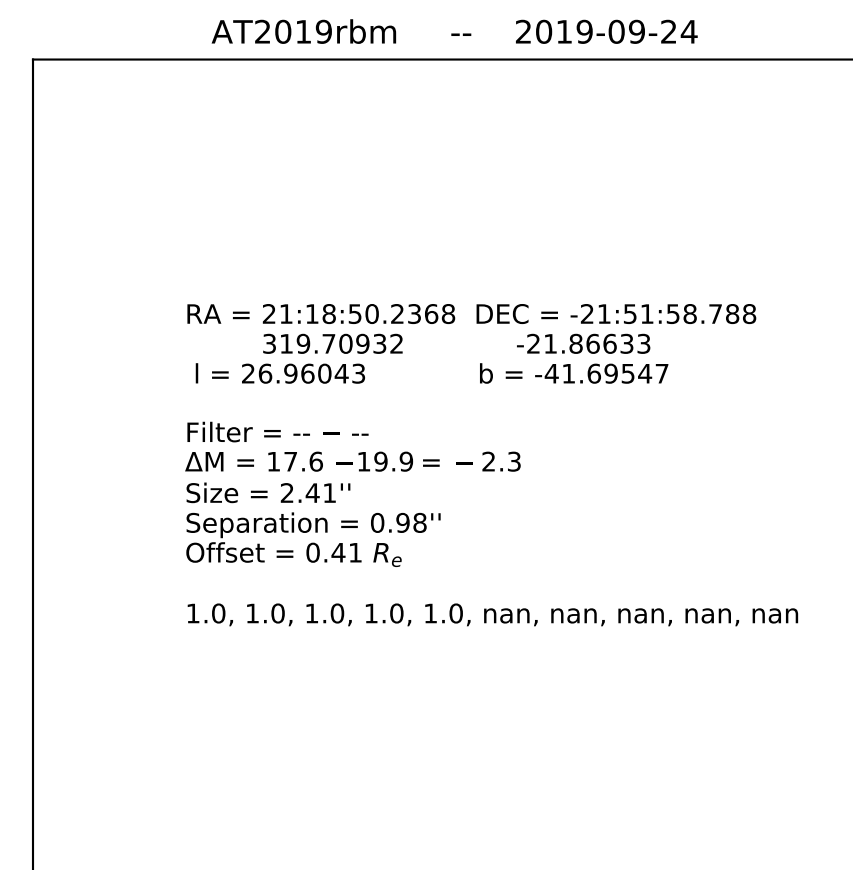 AT2019rbm -- 2019-09-24
RA = 21:18:50.2368 DEC = -21:51:58.788
319.70932 -21.86633
l = 26.96043 b = -41.69547
Filter = -- − --
ΔM = 17.6 −19.9 = − 2.3
Size = 2.41''
Separation = 0.98''
Offset = 0.41 Rₑ
1.0, 1.0, 1.0, 1.0, 1.0, nan, nan, nan, nan, nan